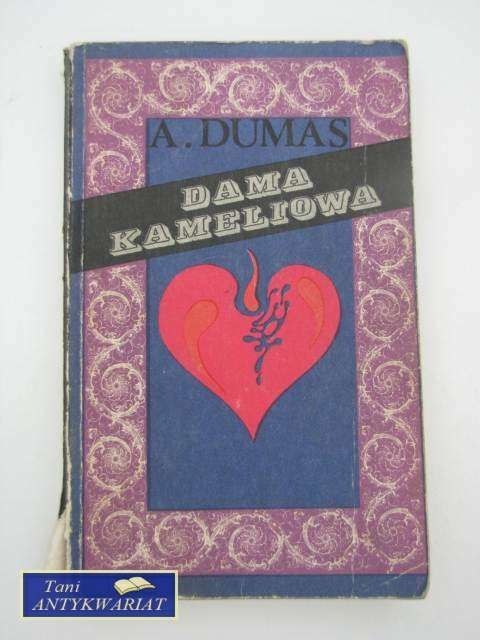 A. DUMAS
DAMA
KAMELIOWA
Tani
ANTYKWARIAT